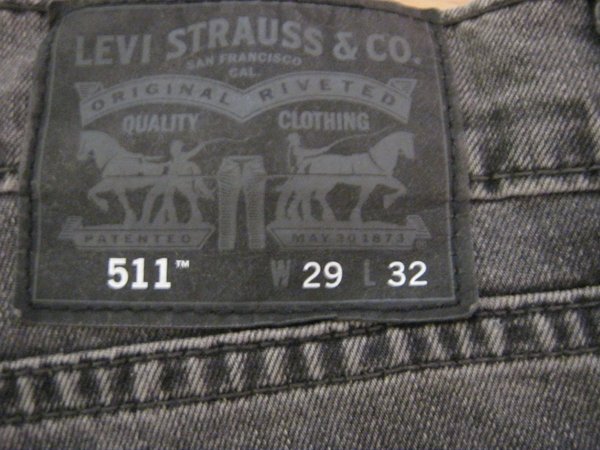 LEVI STRAUSS & CO.
SAN FRANCISCO
CAL.
ORIGINAL RIVETED
QUALITY CLOTHING
PATENTED MAY 20 1873
511™ W 29 L 32